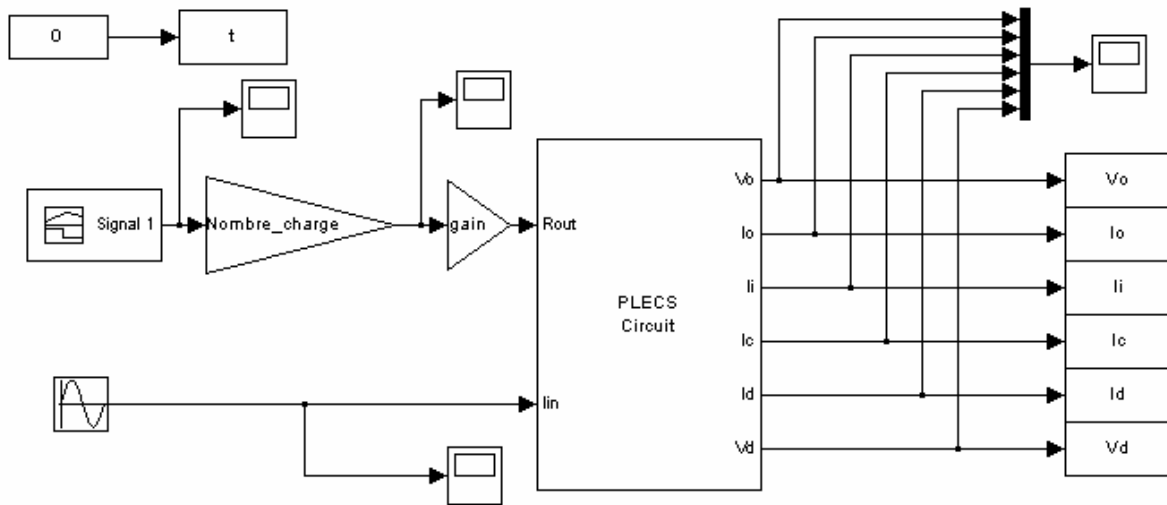 0
t
Signal 1
Nombre_charge
gain
Rout
Iin
PLECS
Circuit
Vo
Io
Ii
Ic
Id
Vd
Vo
Io
Ii
Ic
Id
Vd